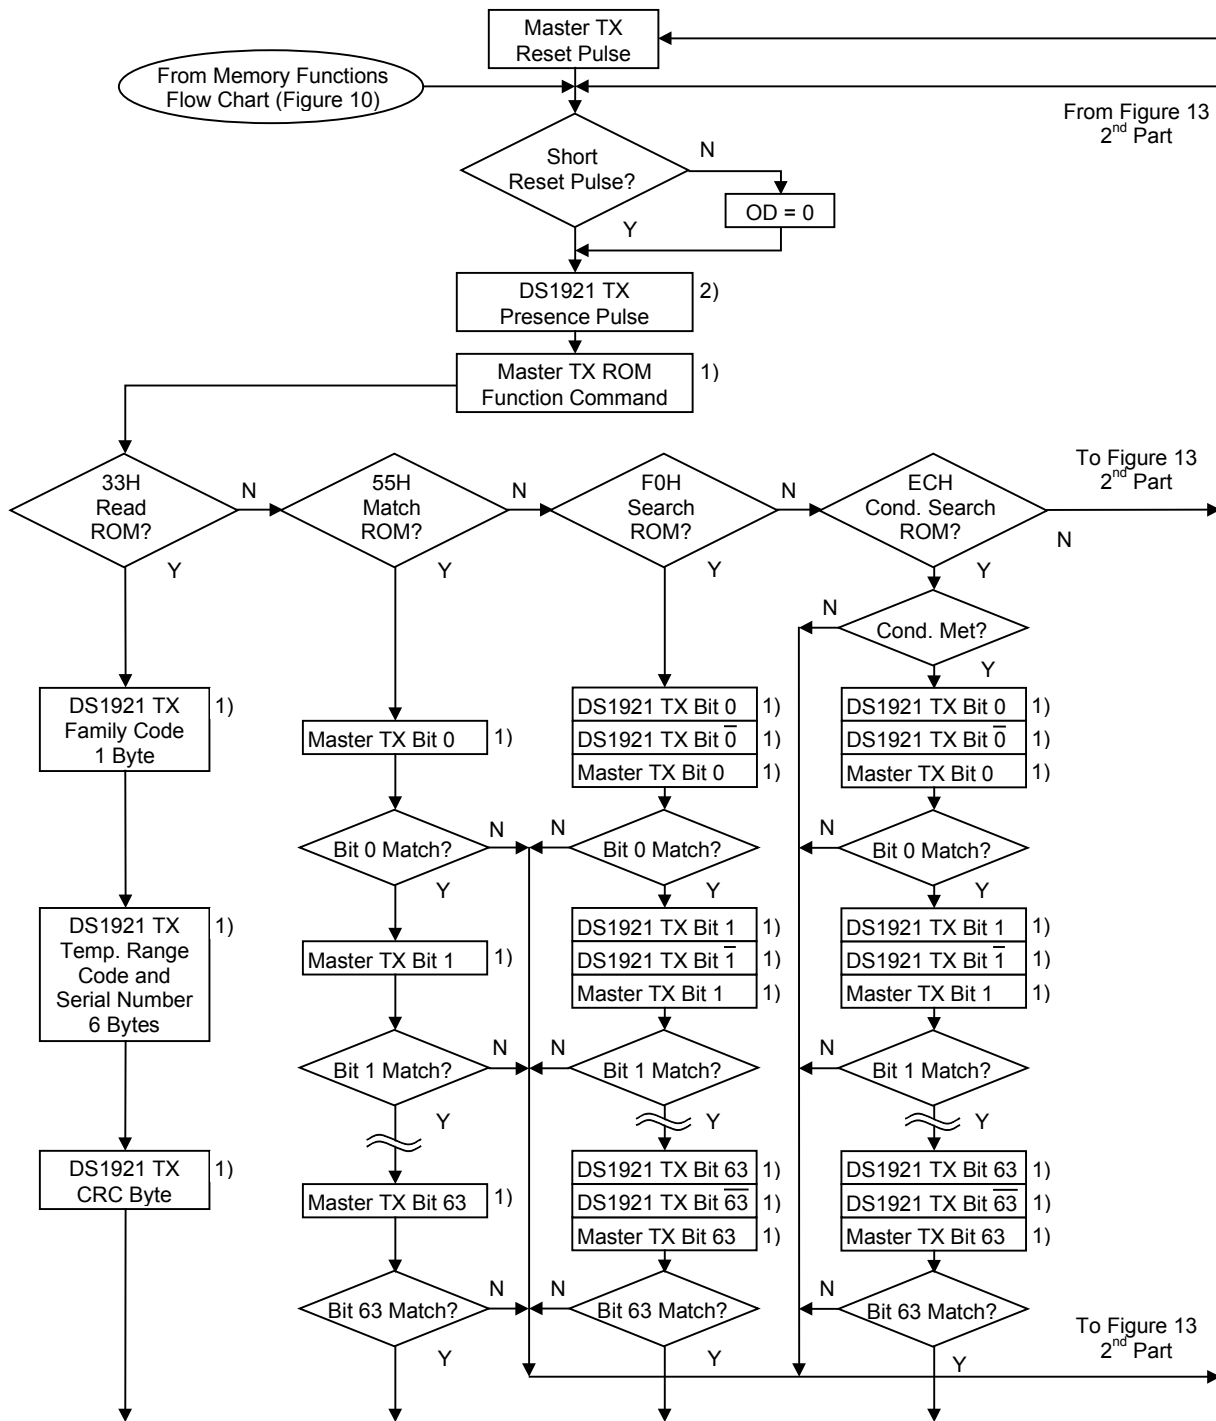 Master TX
Reset Pulse
From Memory Functions
Flow Chart (Figure 10)
From Figure 13
2nd Part
Short
Reset Pulse?
N
OD = 0
Y
DS1921 TX
Presence Pulse
2)
Master TX ROM
Function Command
1)
33H
Read
ROM?
N
Y
55H
Match
ROM?
N
Y
F0H
Search
ROM?
N
Y
ECH
Cond. Search
ROM?
N
Y
To Figure 13
2nd Part
Cond. Met?
N
Y
DS1921 TX
Family Code
1 Byte
1)
Master TX Bit 0
1)
DS1921 TX Bit 0
1)
DS1921 TX Bit 0̅
1)
Master TX Bit 0
1)
DS1921 TX Bit 0
1)
DS1921 TX Bit 0̅
1)
Master TX Bit 0
1)
Bit 0 Match?
N
Y
Bit 0 Match?
N
Y
Bit 0 Match?
N
Y
DS1921 TX
Temp. Range
Code and
Serial Number
6 Bytes
1)
Master TX Bit 1
1)
DS1921 TX Bit 1
1)
DS1921 TX Bit 1̅
1)
Master TX Bit 1
1)
DS1921 TX Bit 1
1)
DS1921 TX Bit 1̅
1)
Master TX Bit 1
1)
Bit 1 Match?
N
Y
Bit 1 Match?
N
Y
Bit 1 Match?
N
Y
DS1921 TX
CRC Byte
1)
Master TX Bit 63
1)
DS1921 TX Bit 63
1)
DS1921 TX Bit 6̅3̅
1)
Master TX Bit 63
1)
DS1921 TX Bit 63
1)
DS1921 TX Bit 6̅3̅
1)
Master TX Bit 63
1)
Bit 63 Match?
N
Y
Bit 63 Match?
N
Y
Bit 63 Match?
N
Y
To Figure 13
2nd Part